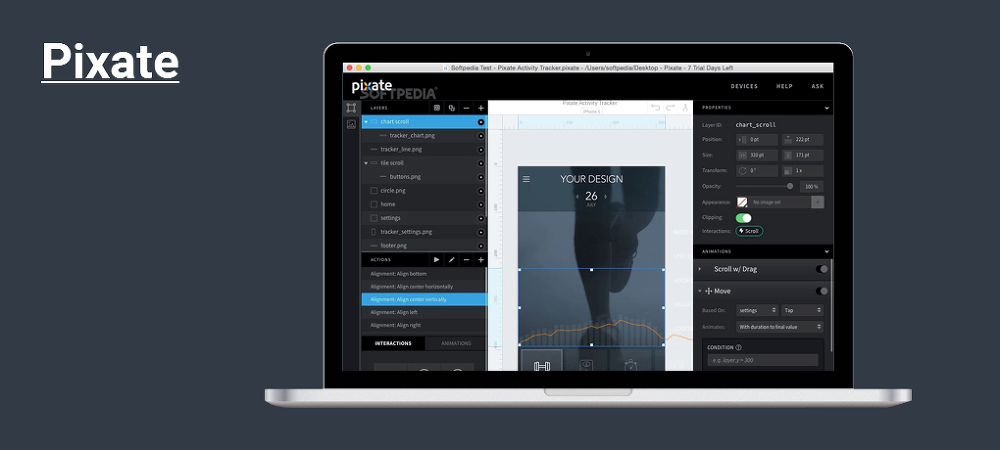 Pixate
Softpedia Test - Pixate Activity Tracker.pixate - /Users/softpedia/Desktop - Pixate - 7 Trial Days Left
pixate
SOFTPEDIA
DEVICES HELP ASK
LAYERS
chart scroll
tracker_chart.png
tracker_line.png
tile scroll
buttons.png
circle.png
home
settings
tracker_settings.png
footer.png
ACTIONS
Alignment: Align bottom
Alignment: Align center horizontally
Alignment: Align center vertically
Alignment: Align left
Alignment: Align right
INTERACTIONS ANIMATIONS
Pixate Activity Tracker
YOUR DESIGN
26
JULY
PROPERTIES
Layer ID: chart_scroll
Position: 0 pt 222 pt
Size: 320 pt 171 pt
Transform: 0° 1 x
Opacity: 100 %
Appearance: No image set
Clipping:
Interactions: Scroll
ANIMATIONS
Scroll w/ Drag
Move
Based On: settings Tap
Animates: With duration to final value
CONDITION
e.g. layer.y > 300